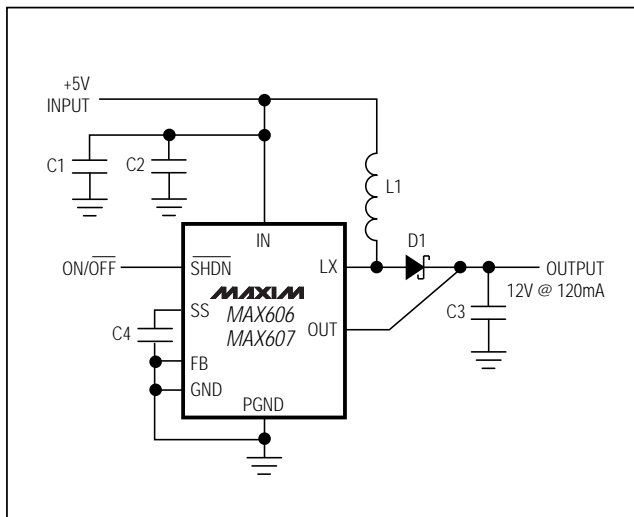 +5V
INPUT
C1
C2
L1
IN
D1
ON/OFF
SHDN
LX
OUTPUT
12V @ 120mA
MAXIM
MAX606
MAX607
SS
OUT
C3
C4
FB
GND
PGND